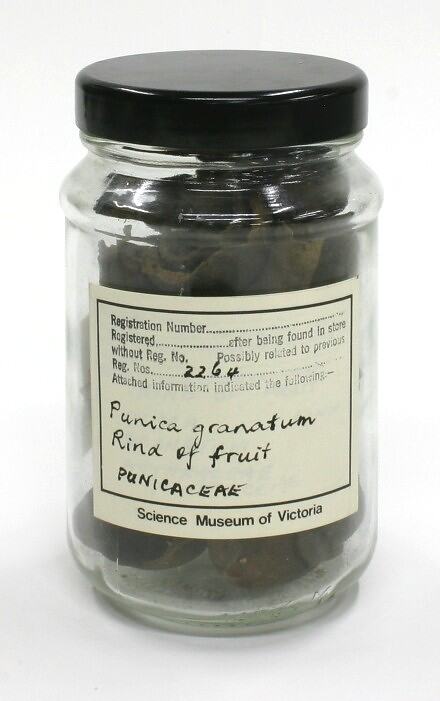 Registration Number..............................
Registered,....................after being found in store
without Reg. No. Possibly related to previous
Reg. Nos.....2264..............................
Attached information indicated the following:—
Punica granatum
Rind of fruit
PUNICACEAE
Science Museum of Victoria